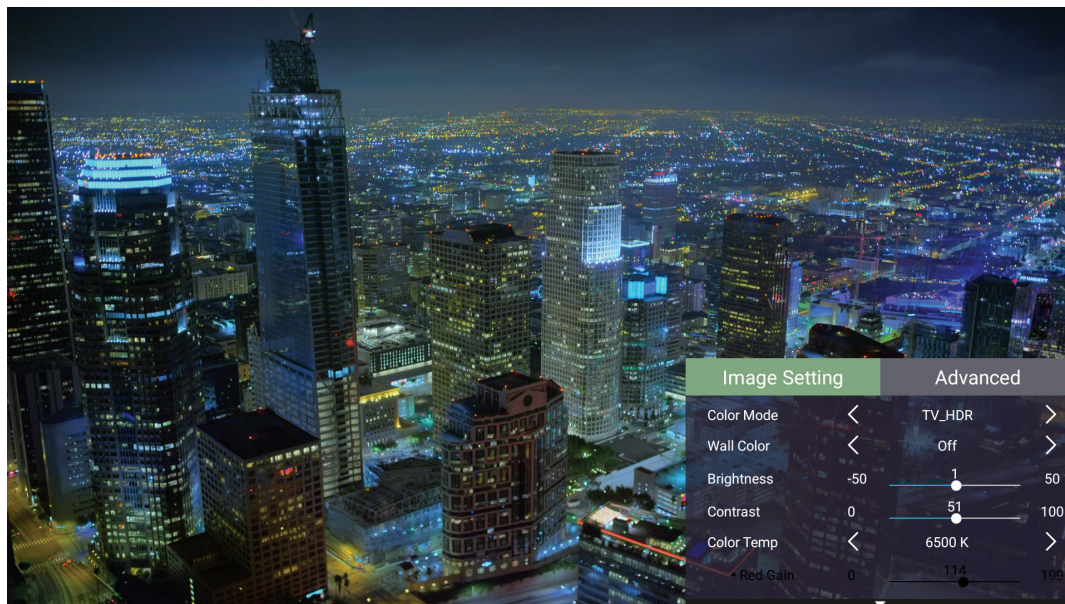 Image Setting Advanced
Color Mode TV_HDR
Wall Color Off
Brightness -50 1 50
Contrast 0 51 100
Color Temp 6500 K
• Red Gain 0 114 199